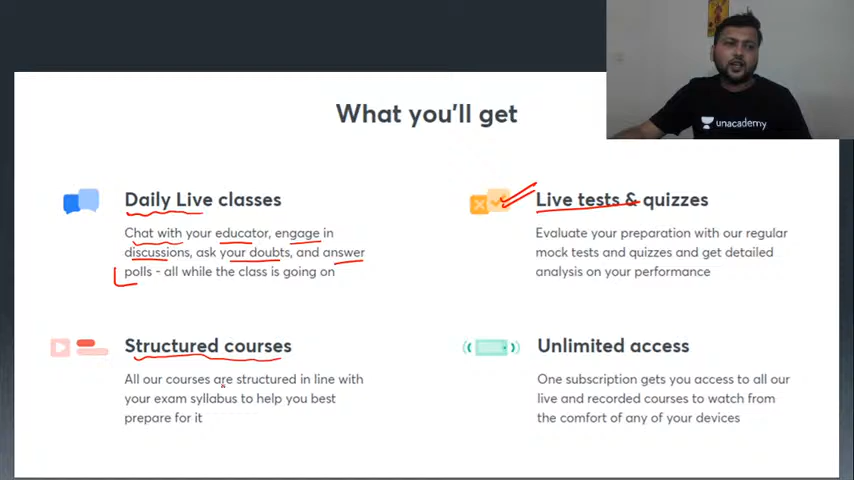 unacademy
What you'll get
Daily Live classes
Chat with your educator, engage in
discussions, ask your doubts, and answer
polls - all while the class is going on
Live tests & quizzes
Evaluate your preparation with our regular
mock tests and quizzes and get detailed
analysis on your performance
Structured courses
All our courses are structured in line with
your exam syllabus to help you best
prepare for it
Unlimited access
One subscription gets you access to all our
live and recorded courses to watch from
the comfort of any of your devices